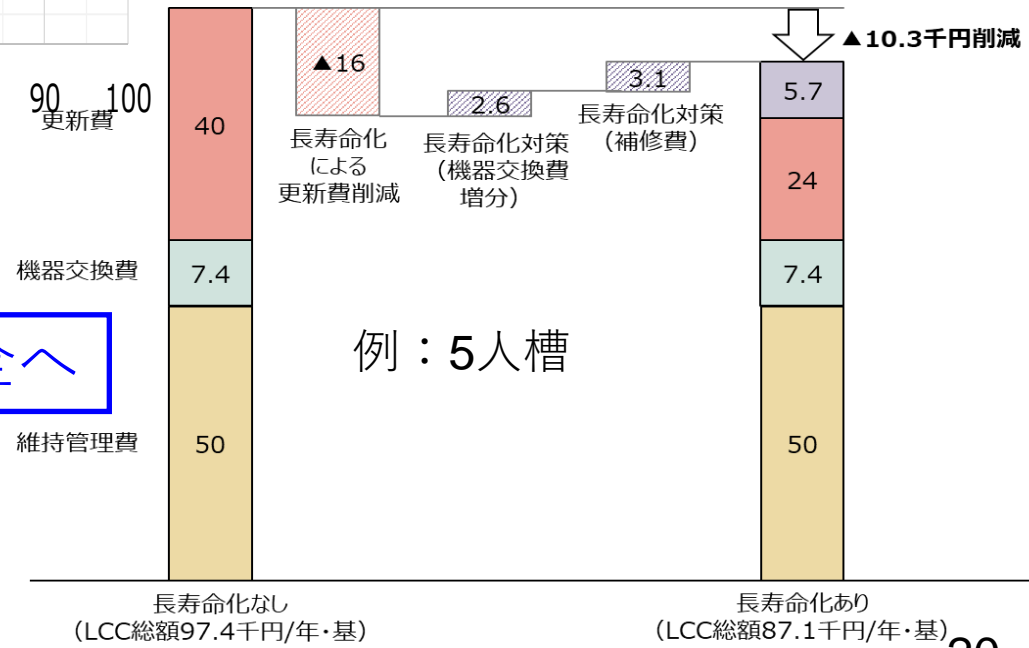 ▲10.3千円削減
90 100
更新費
40
▲16
2.6
3.1
5.7
長寿命化
による
更新費削減
長寿命化対策
（機器交換費
増分）
長寿命化対策
（補修費）
24
機器交換費
7.4
7.4
へ
例：5人槽
維持管理費
50
50
長寿命化なし
（LCC総額97.4千円/年・基）
長寿命化あり
（LCC総額87.1千円/年・基）